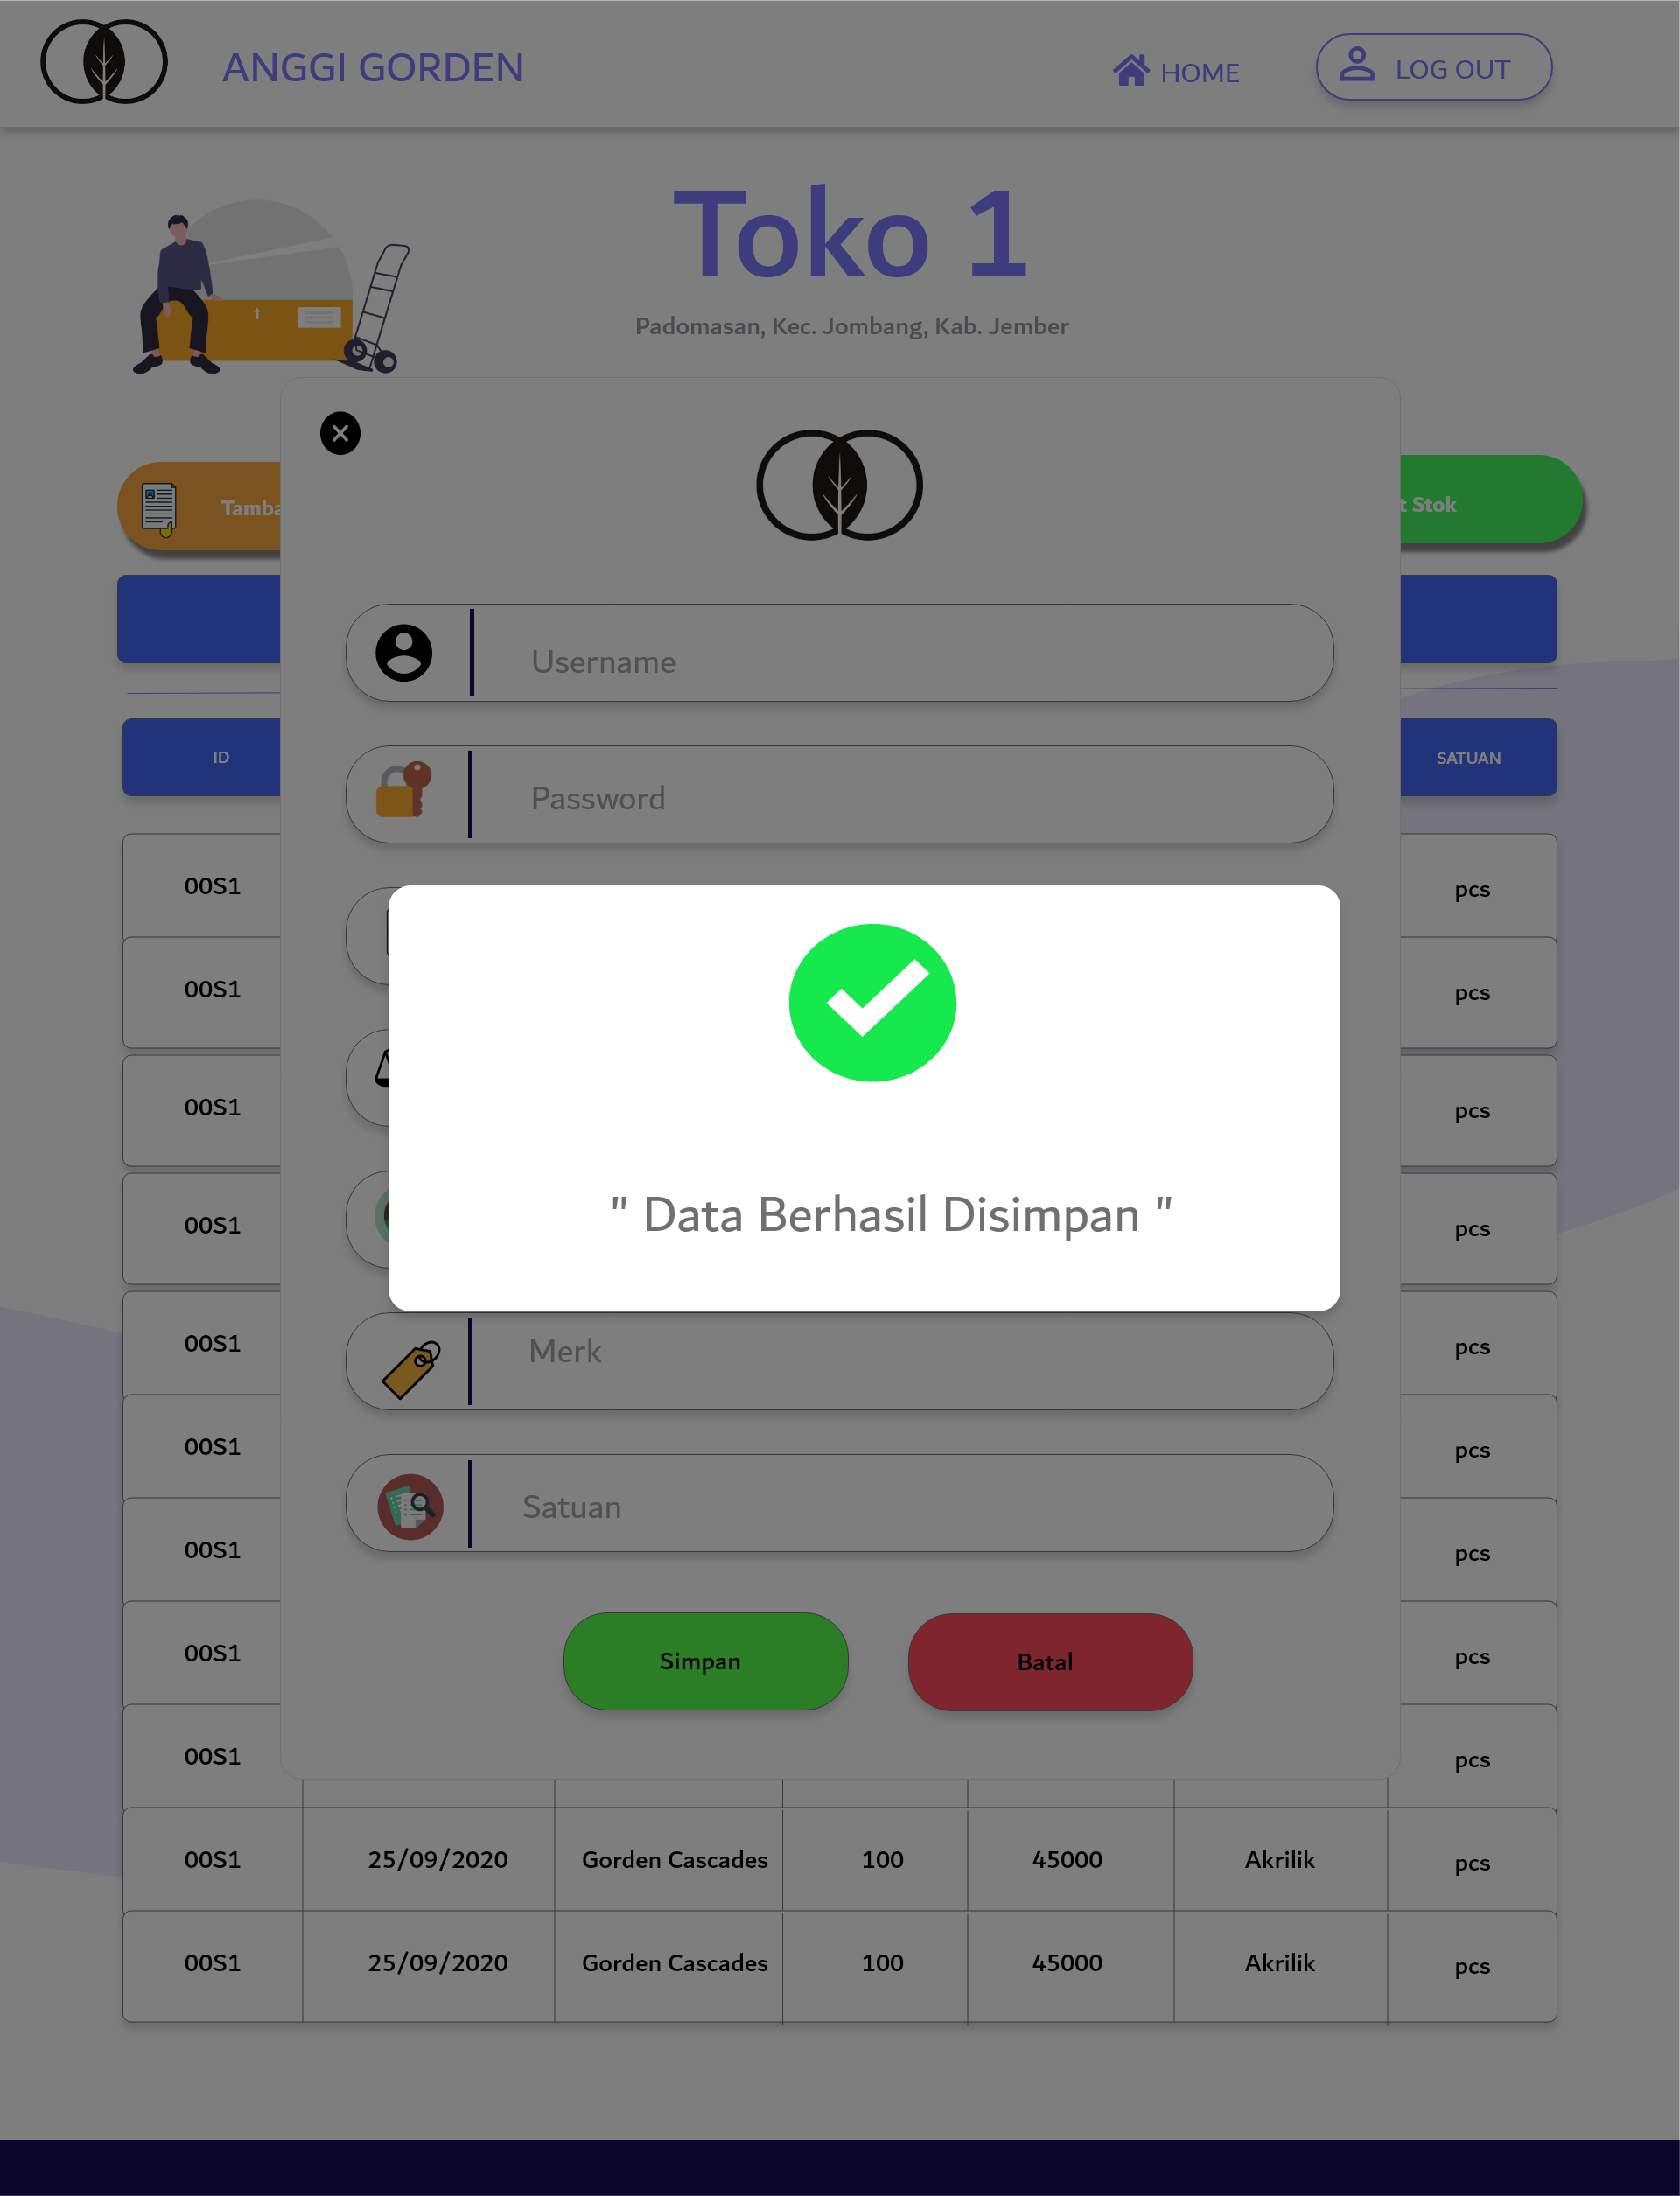 ANGGI GORDEN
HOME
LOG OUT
Toko 1
Padomasan, Kec. Jombang, Kab. Jember
Stok
Username
ID
SATUAN
Password
00S1 pcs
00S1 pcs
00S1 pcs
" Data Berhasil Disimpan "
00S1 pcs
00S1 pcs
Merk
00S1 pcs
Satuan
00S1 pcs
00S1 pcs
Simpan
Batal
00S1 pcs
00S1 25/09/2020 Gorden Cascades 100 45000 Akrilik pcs
00S1 25/09/2020 Gorden Cascades 100 45000 Akrilik pcs